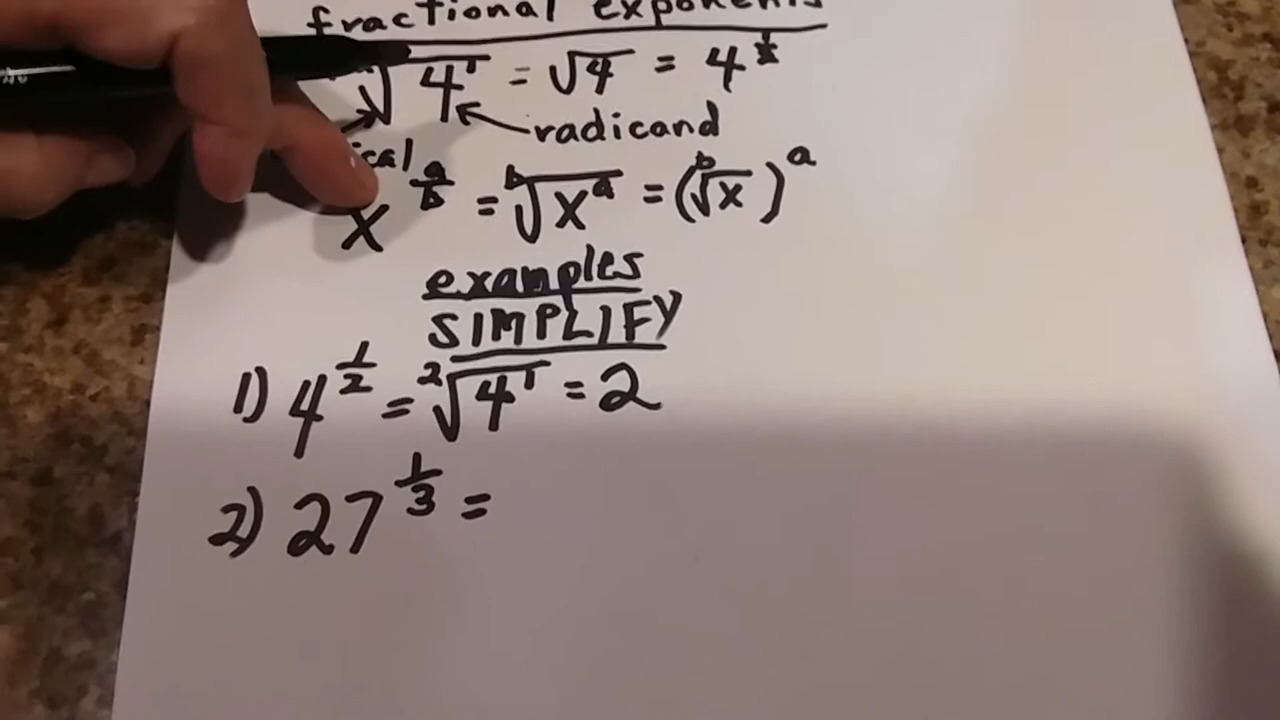 fractional exponents
√4¹ = √4 = 4^½
radicand
x^(a/b) = ᵇ√xᵃ = (ᵇ√x)ᵃ
examples
SIMPLIFY
1) 4^(1/2) = ²√4¹ = 2
2) 27^(1/3) =